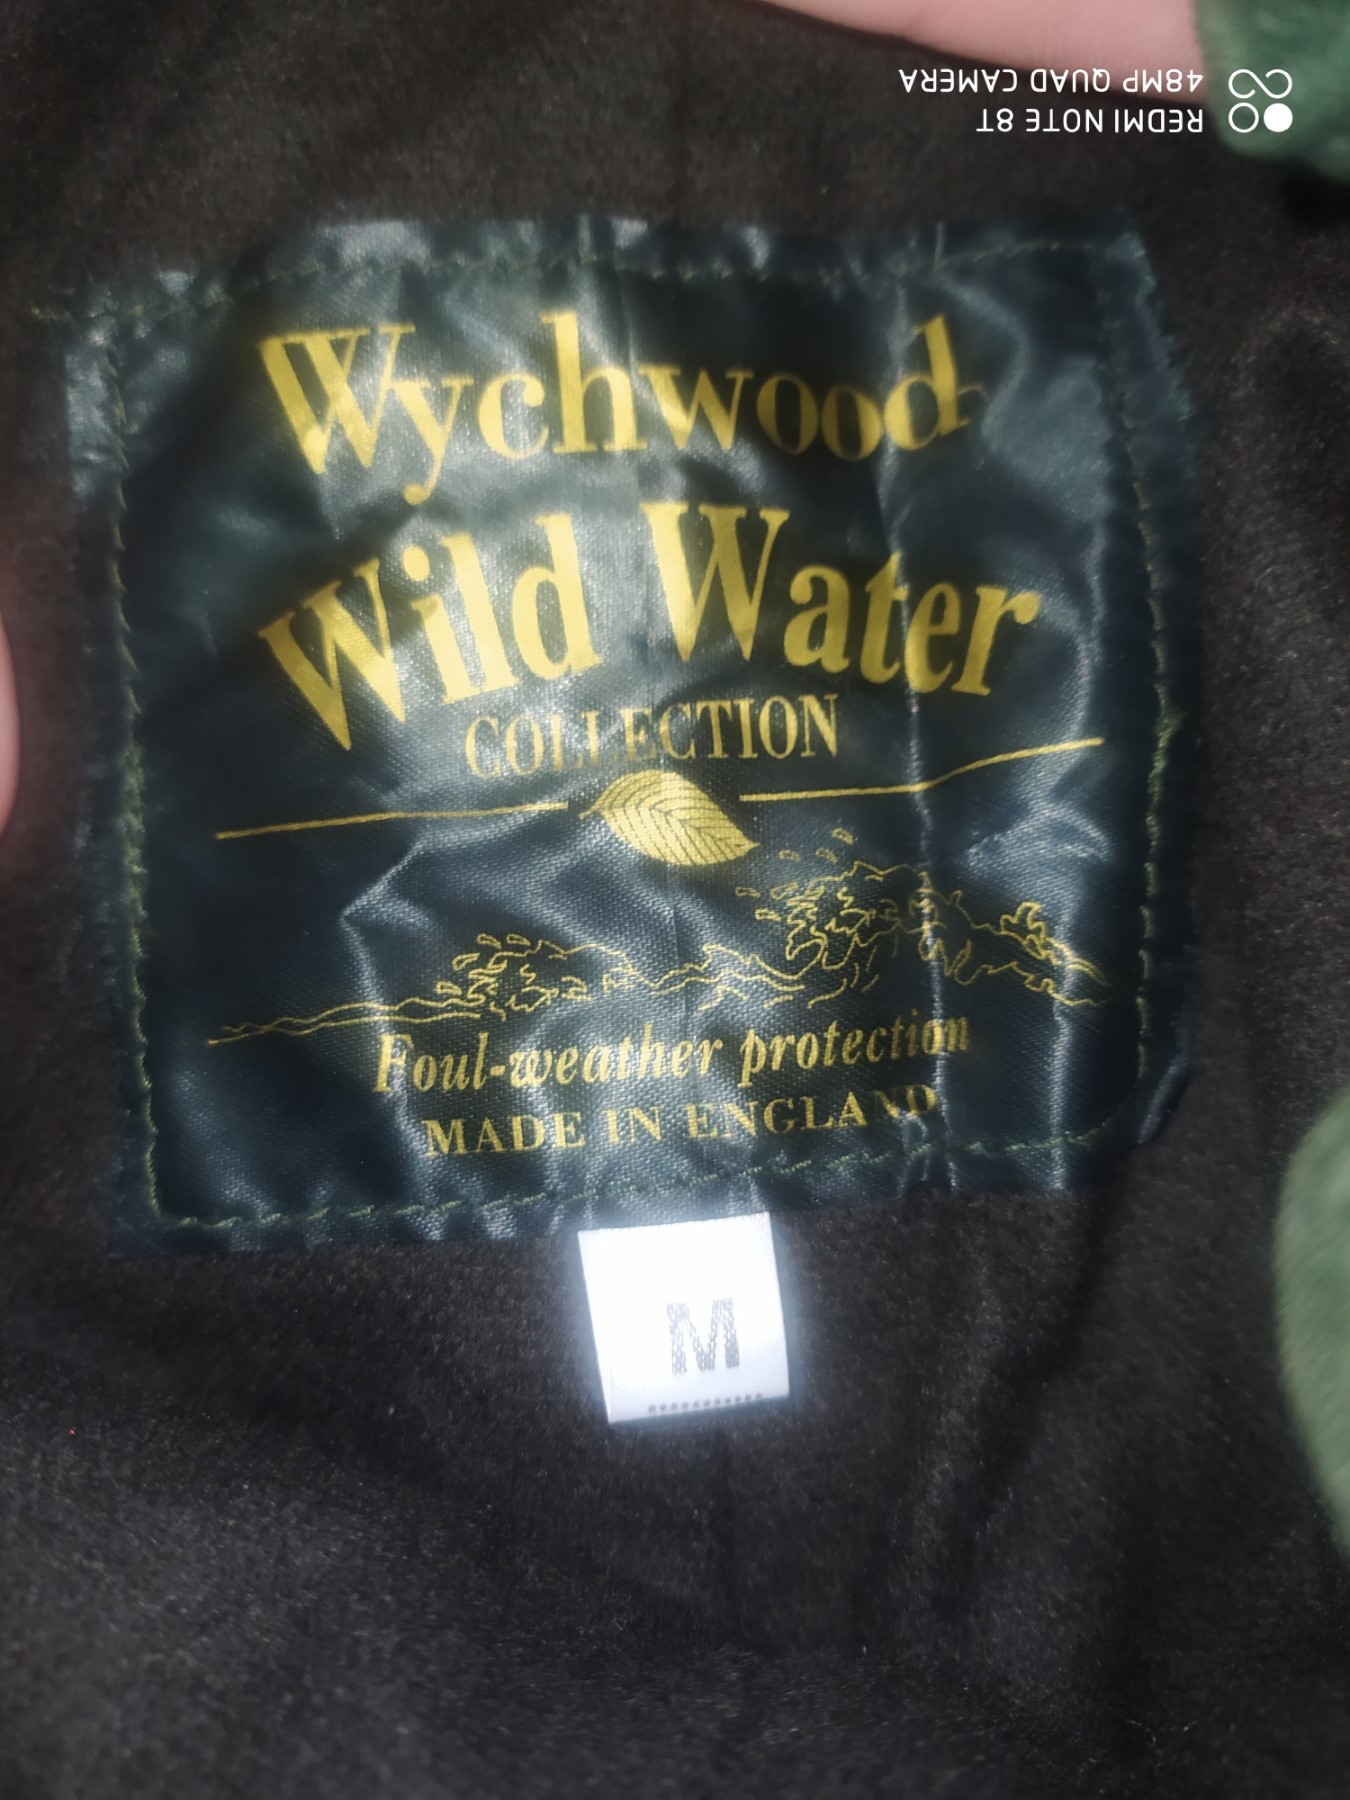 Wychwood
Wild Water
COLLECTION
Foul-weather protection
MADE IN ENGLAND
M
REDMI NOTE 8T
48MP QUAD CAMERA